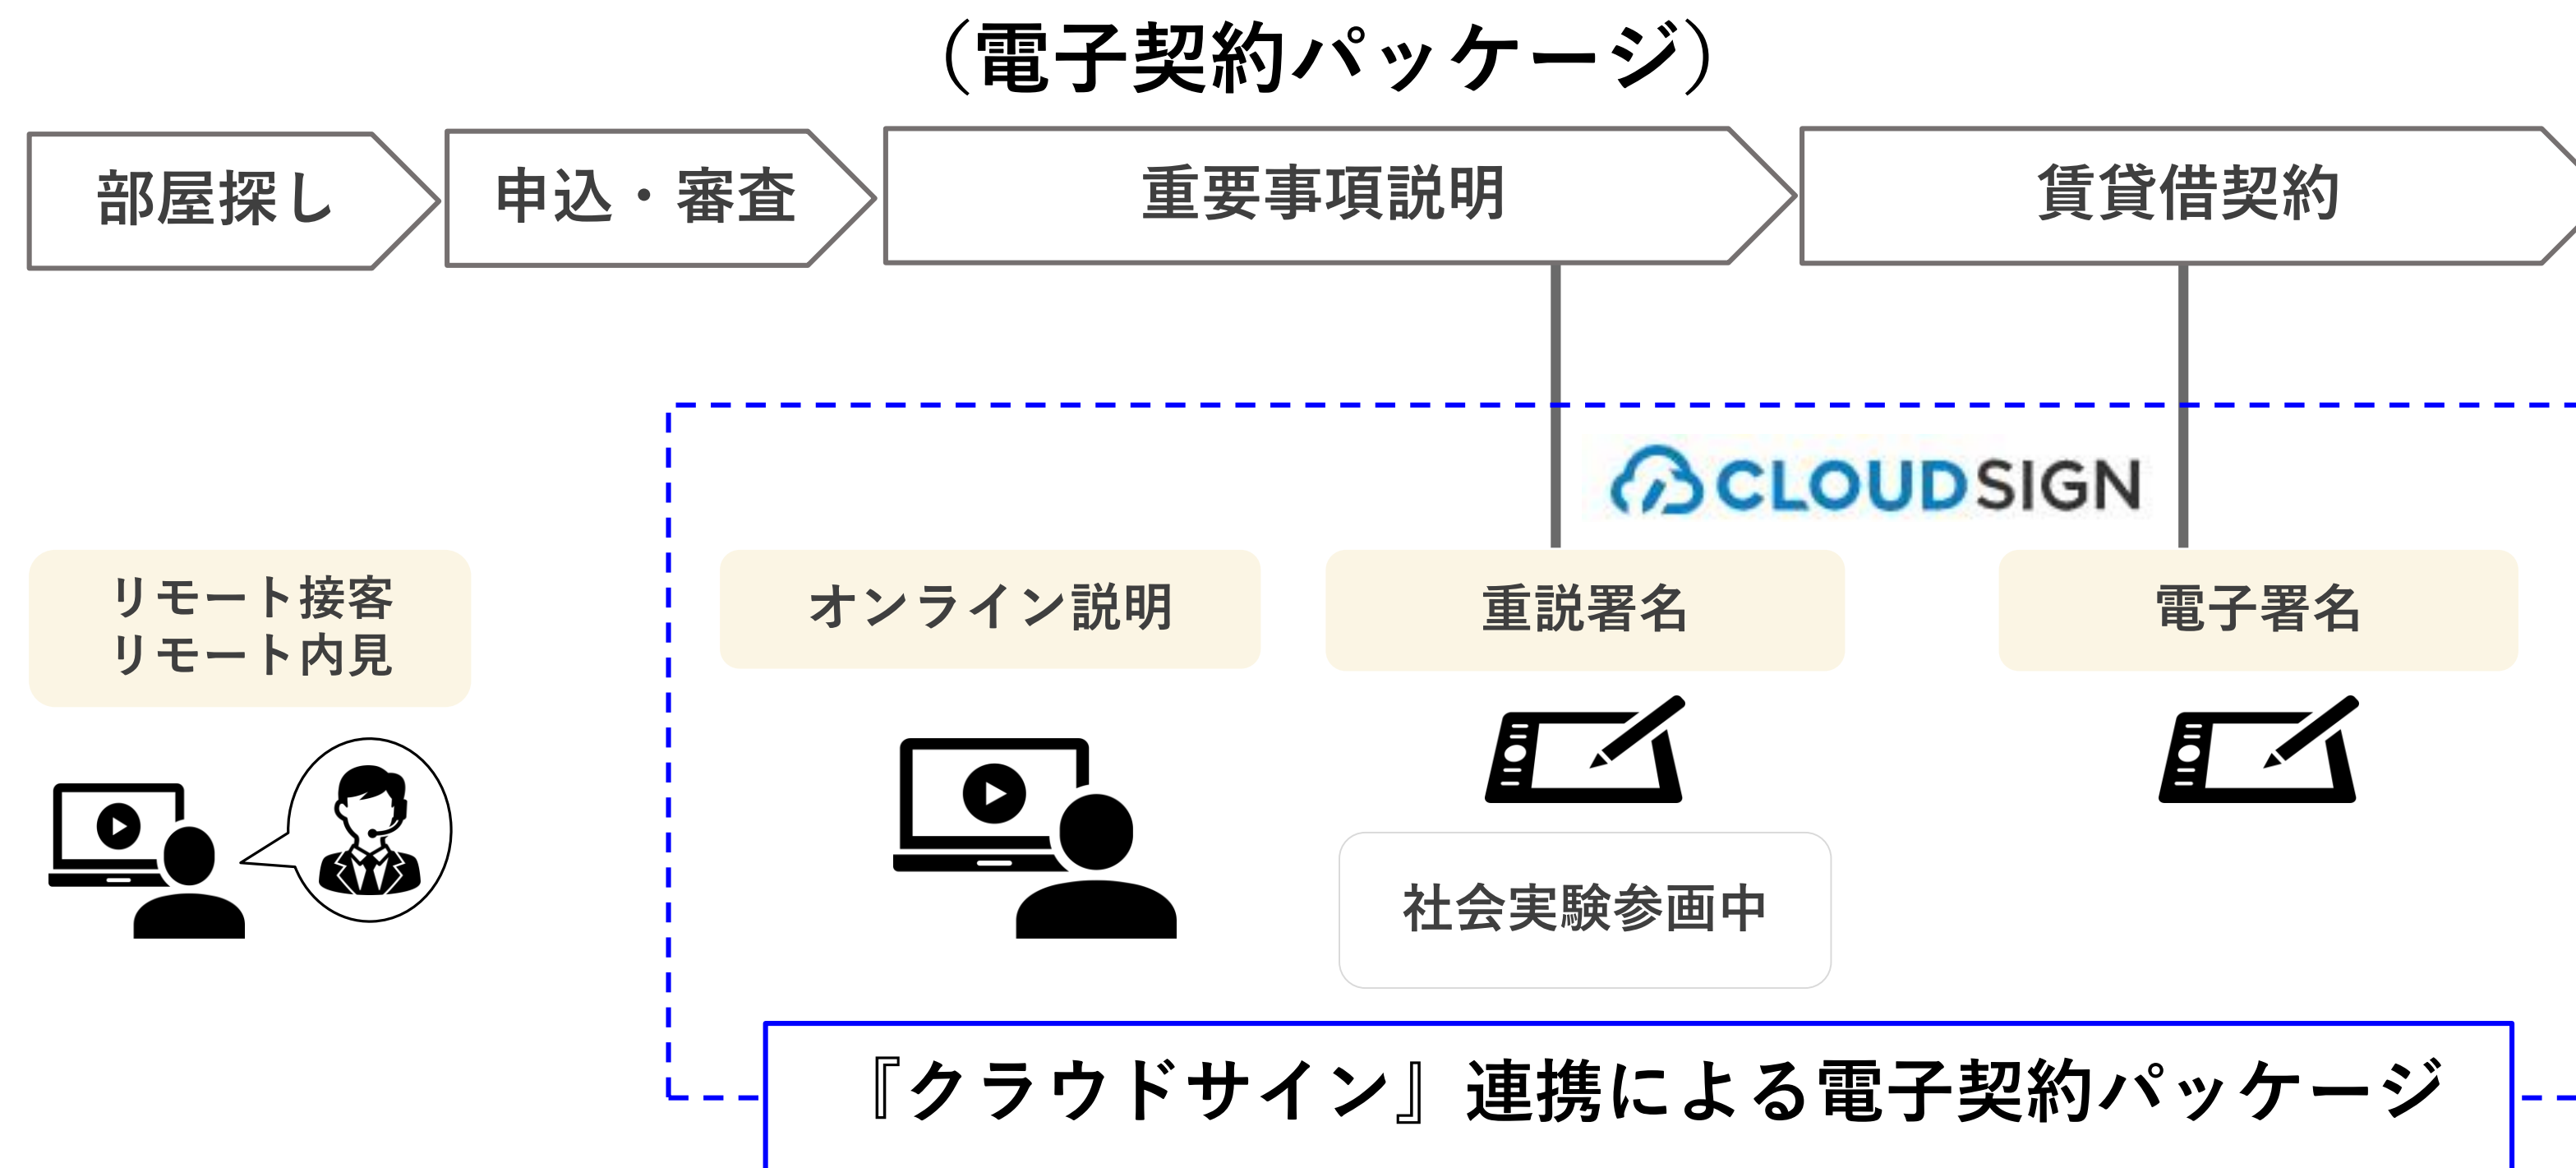 （電子契約パッケージ）
部屋探し
申込・審査
重要事項説明
賃貸借契約
CLOUDSIGN
リモート接客
リモート内見
オンライン説明
重説署名
電子署名
社会実験参画中
『クラウドサイン』連携による電子契約パッケージ